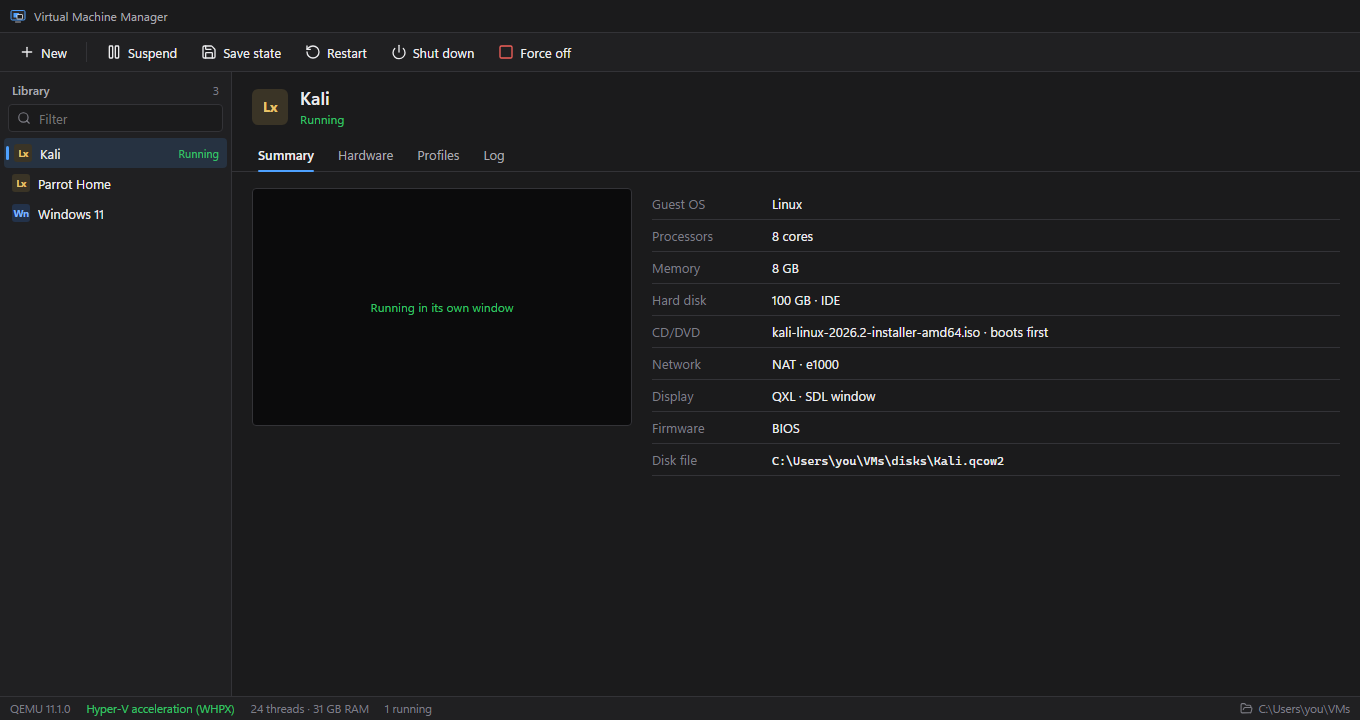 Virtual Machine Manager
New Suspend Save state Restart Shut down Force off
Library 3
Filter
Lx Kali Running
Lx Parrot Home
Wn Windows 11
Lx Kali
Running
Summary Hardware Profiles Log
Running in its own window
Guest OS Linux
Processors 8 cores
Memory 8 GB
Hard disk 100 GB · IDE
CD/DVD kali-linux-2026.2-installer-amd64.iso · boots first
Network NAT · e1000
Display QXL · SDL window
Firmware BIOS
Disk file C:\Users\you\VMs\disks\Kali.qcow2
QEMU 11.1.0 Hyper-V acceleration (WHPX) 24 threads · 31 GB RAM 1 running C:\Users\you\VMs